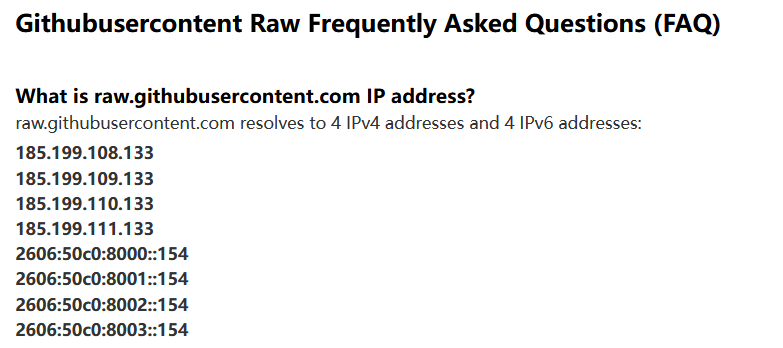 Githubusercontent Raw Frequently Asked Questions (FAQ)
What is raw.githubusercontent.com IP address?
raw.githubusercontent.com resolves to 4 IPv4 addresses and 4 IPv6 addresses:
185.199.108.133
185.199.109.133
185.199.110.133
185.199.111.133
2606:50c0:8000::154
2606:50c0:8001::154
2606:50c0:8002::154
2606:50c0:8003::154